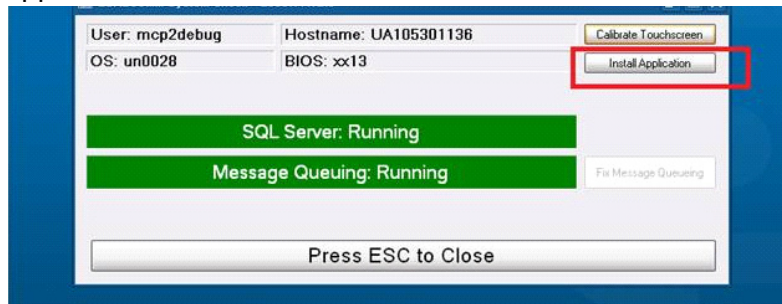 User: mcp2debug Hostname: UA105301136 Calibrate Touchscreen
OS: un0028 BIOS: xx13 Install Application
SQL Server: Running
Message Queuing: Running Fix Message Queueing
Press ESC to Close